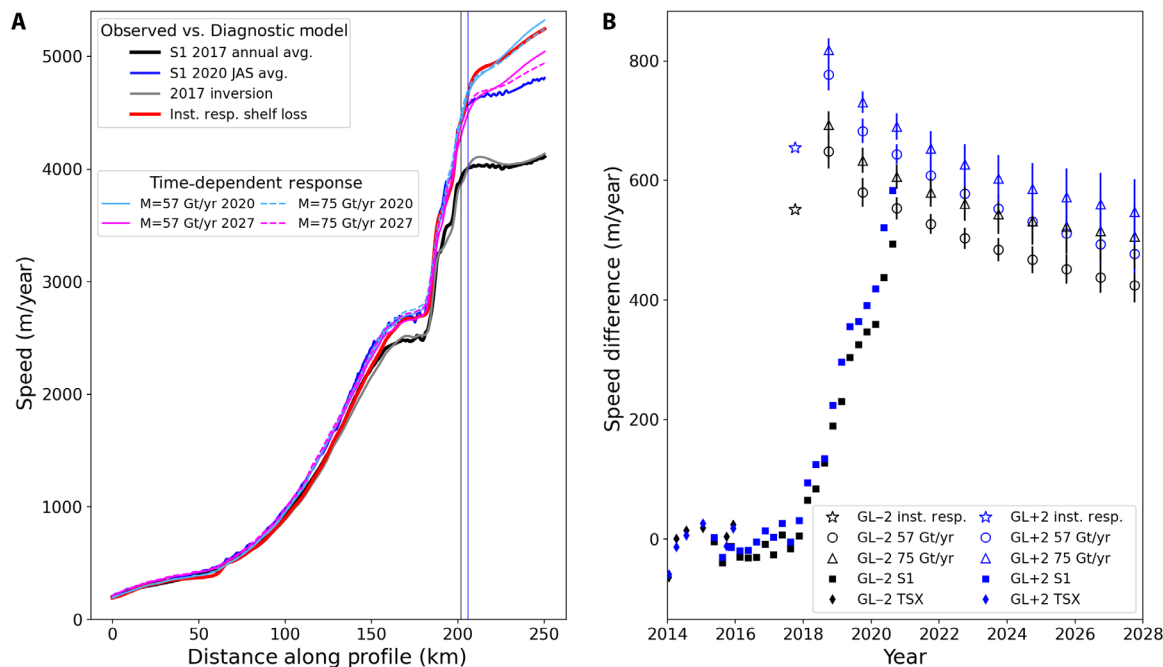 A
Observed vs. Diagnostic model
S1 2017 annual avg.
S1 2020 JAS avg.
2017 inversion
Inst. resp. shelf loss
Time-dependent response
M=57 Gt/yr 2020
M=75 Gt/yr 2020
M=57 Gt/yr 2027
M=75 Gt/yr 2027
Speed (m/year)
5000
4000
3000
2000
1000
0
0 50 100 150 200 250
Distance along profile (km)
B
Speed difference (m/year)
800
600
400
200
0
GL−2 inst. resp.
GL−2 57 Gt/yr
GL−2 75 Gt/yr
GL−2 S1
GL−2 TSX
GL+2 inst. resp.
GL+2 57 Gt/yr
GL+2 75 Gt/yr
GL+2 S1
GL+2 TSX
2014 2016 2018 2020 2022 2024 2026 2028
Year